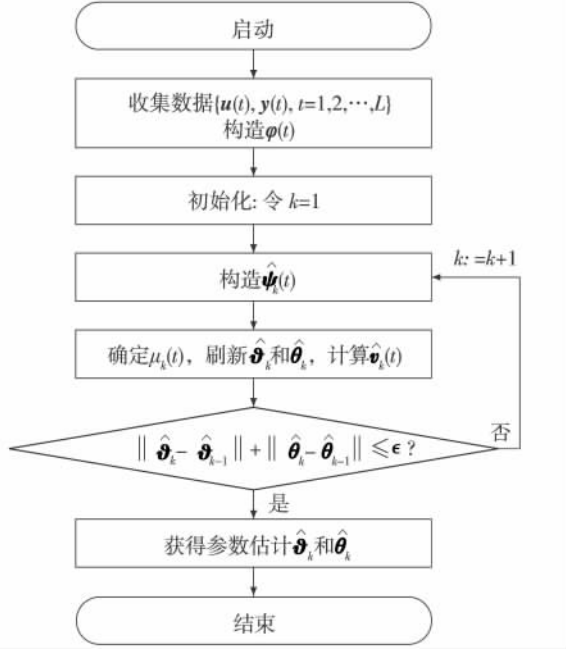 启动
收集数据{u(t), y(t), t=1,2,⋯,L}
构造φ(t)
初始化: 令 k=1
构造ψ̂ₖ(t)
k: =k+1
确定μₖ(t)，刷新ϑ̂ₖ和θ̂ₖ，计算v̂ₖ(t)
‖ϑ̂ₖ- ϑ̂ₖ₋₁‖+‖θ̂ₖ-θ̂ₖ₋₁‖≤ϵ?
否
是
获得参数估计ϑ̂ₖ和θ̂ₖ
结束